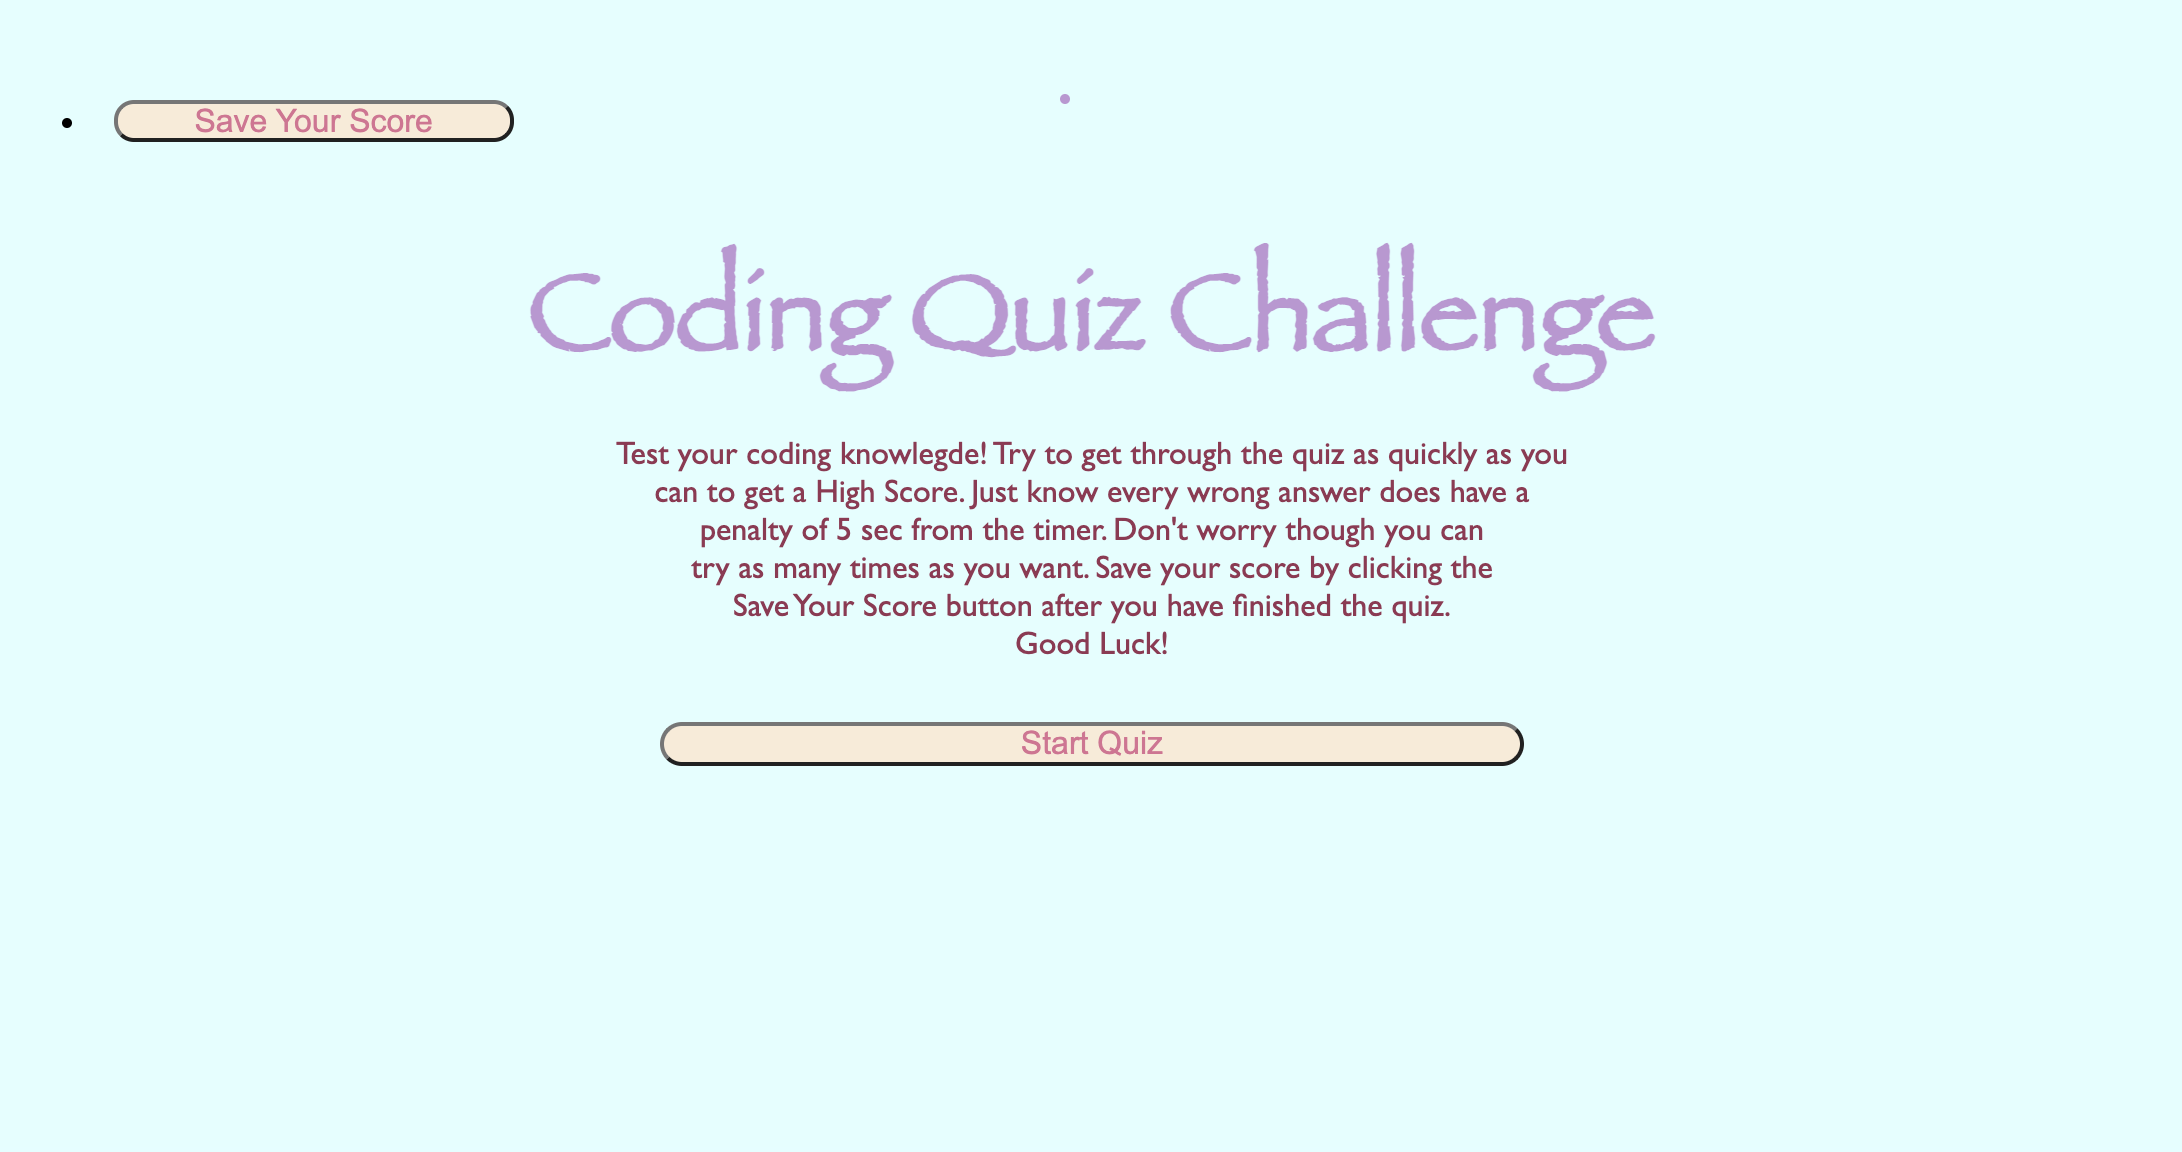 Save Your Score
Coding Quiz Challenge
Test your coding knowlegde! Try to get through the quiz as quickly as you
can to get a High Score. Just know every wrong answer does have a
penalty of 5 sec from the timer. Don't worry though you can
try as many times as you want. Save your score by clicking the
Save Your Score button after you have finished the quiz.
Good Luck!
Start Quiz